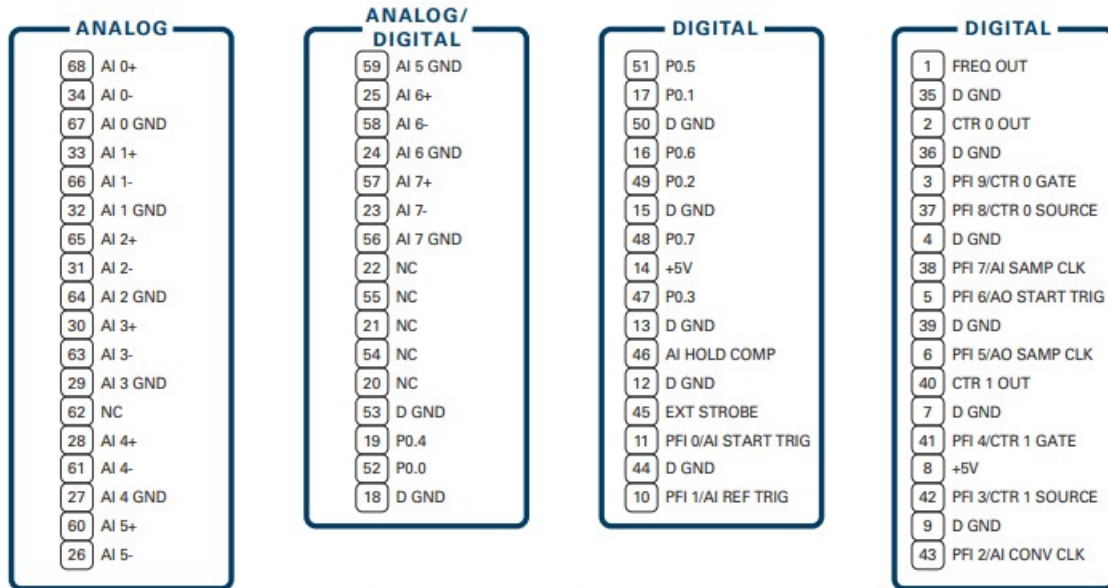 ANALOG
68 AI 0+
34 AI 0-
67 AI 0 GND
33 AI 1+
66 AI 1-
32 AI 1 GND
65 AI 2+
31 AI 2-
64 AI 2 GND
30 AI 3+
63 AI 3-
29 AI 3 GND
62 NC
28 AI 4+
61 AI 4-
27 AI 4 GND
60 AI 5+
26 AI 5-
ANALOG/
DIGITAL
59 AI 5 GND
25 AI 6+
58 AI 6-
24 AI 6 GND
57 AI 7+
23 AI 7-
56 AI 7 GND
22 NC
55 NC
21 NC
54 NC
20 NC
53 D GND
19 P0.4
52 P0.0
18 D GND
DIGITAL
51 P0.5
17 P0.1
50 D GND
16 P0.6
49 P0.2
15 D GND
48 P0.7
14 +5V
47 P0.3
13 D GND
46 AI HOLD COMP
12 D GND
45 EXT STROBE
11 PFI 0/AI START TRIG
44 D GND
10 PFI 1/AI REF TRIG
DIGITAL
1 FREQ OUT
35 D GND
2 CTR 0 OUT
36 D GND
3 PFI 9/CTR 0 GATE
37 PFI 8/CTR 0 SOURCE
4 D GND
38 PFI 7/AI SAMP CLK
5 PFI 6/AO START TRIG
39 D GND
6 PFI 5/AO SAMP CLK
40 CTR 1 OUT
7 D GND
41 PFI 4/CTR 1 GATE
8 +5V
42 PFI 3/CTR 1 SOURCE
9 D GND
43 PFI 2/AI CONV CLK